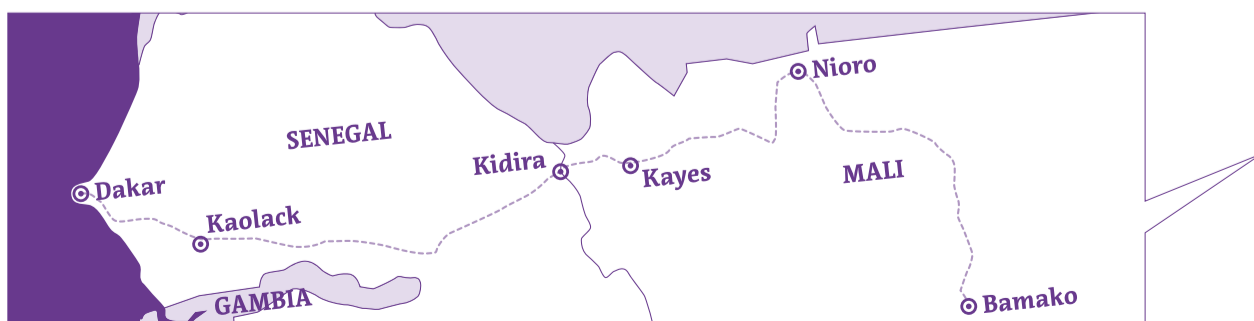 Nioro
SENEGAL
Kidira
Kayes
MALI
Dakar
Kaolack
GAMBIA
Bamako